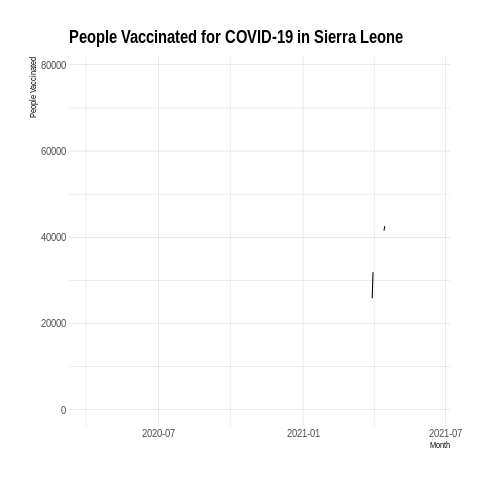 People Vaccinated for COVID-19 in Sierra Leone
People Vaccinated
80000
60000
40000
20000
0
2020-07
2021-01
2021-07
Month